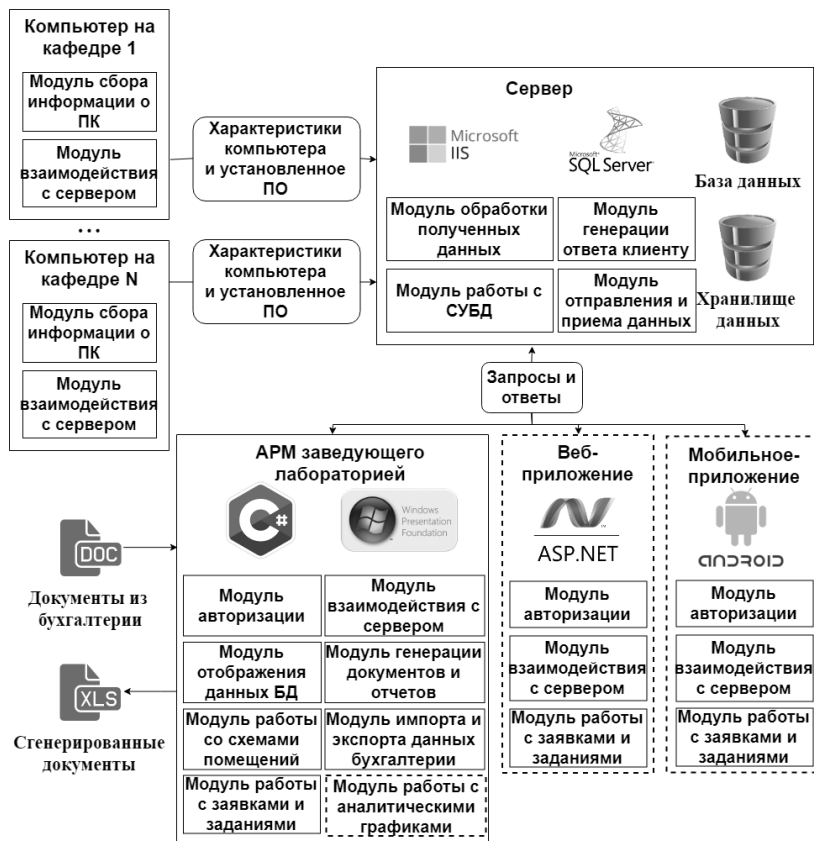 Компьютер на
кафедре 1
Модуль сбора
информации о
ПК
Модуль
взаимодействия
с сервером
...
Компьютер на
кафедре N
Модуль сбора
информации о
ПК
Модуль
взаимодействия
с сервером
Характеристики
компьютера
и установленное
ПО
Характеристики
компьютера
и установленное
ПО
Сервер
Microsoft
IIS
Microsoft
SQL Server
База данных
Модуль обработки
полученных
данных
Модуль
генерации
ответа клиенту
Модуль работы с
СУБД
Модуль
отправления и
приема данных
Хранилище
данных
Запросы и
ответы
АРМ заведующего
лабораторией
C#
Windows
Presentation
Foundation
Модуль
авторизации
Модуль
взаимодействия с
сервером
Модуль
отображения
данных БД
Модуль генерации
документов и
отчетов
Модуль работы
со схемами
помещений
Модуль импорта и
экспорта данных
бухгалтерии
Модуль работы
с заявками и
заданиями
Модуль работы с
аналитическими
графиками
DOC
Документы из
бухгалтерии
XLS
Сгенерированные
документы
Веб-
приложение
ASP.NET
Модуль
авторизации
Модуль
взаимодействия
с сервером
Модуль работы
с заявками и
заданиями
Мобильное-
приложение
ANDROID
Модуль
авторизации
Модуль
взаимодействия
с сервером
Модуль работы
с заявками и
заданиями